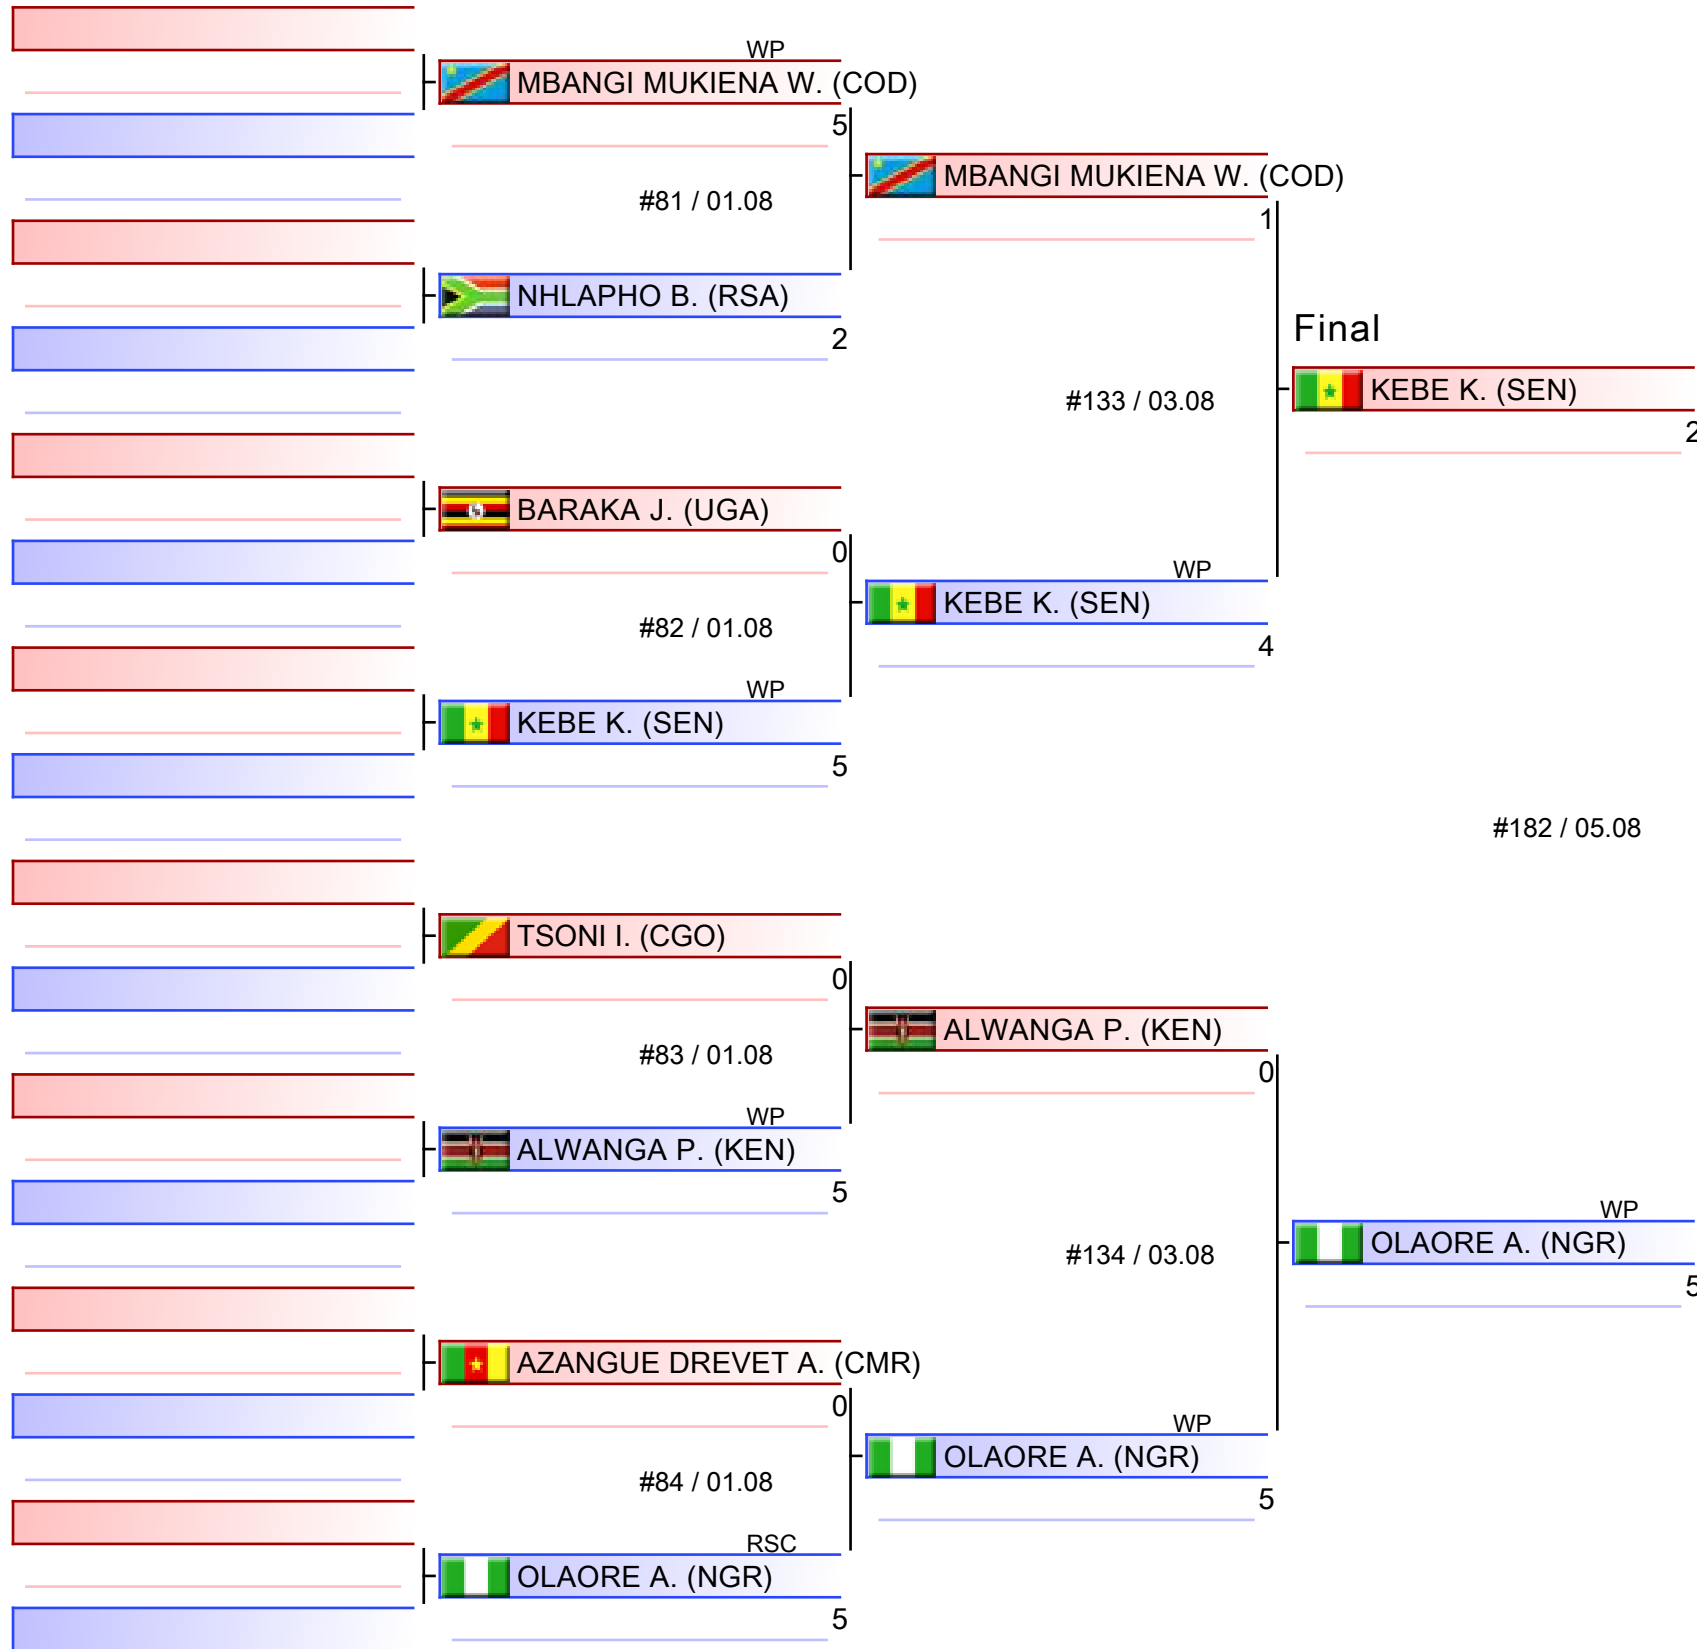 WP
MBANGI MUKIENA W. (COD)
5
#81 / 01.08
NHLAPHO B. (RSA)
2
BARAKA J. (UGA)
0
#82 / 01.08
WP
KEBE K. (SEN)
5
TSONI I. (CGO)
0
#83 / 01.08
WP
ALWANGA P. (KEN)
5
AZANGUE DREVET A. (CMR)
0
#84 / 01.08
RSC
OLAORE A. (NGR)
5
MBANGI MUKIENA W. (COD)
1
#133 / 03.08
WP
KEBE K. (SEN)
4
ALWANGA P. (KEN)
0
#134 / 03.08
WP
OLAORE A. (NGR)
5
Final
KEBE K. (SEN)
2
#182 / 05.08
WP
OLAORE A. (NGR)
5